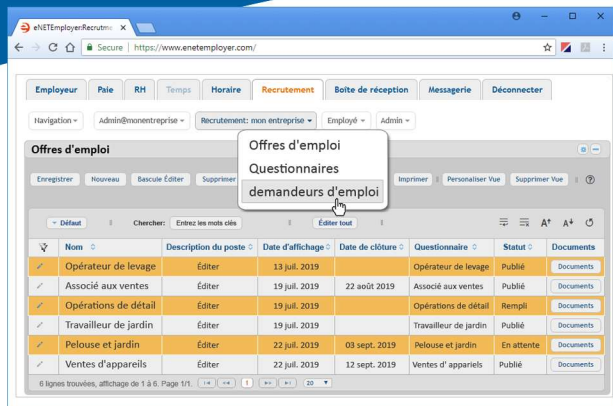 eNETEmployer:Recrutme
Secure | https://www.enetemployer.com/
Employeur Paie RH Temps Horaire Recrutement Boîte de réception Messagerie Déconnecter
Navigation Admin@monentreprise Recrutement: mon entreprise Employé Admin
Offres d'emploi
Questionnaires
demandeurs d'emploi
Offres d'emploi
Enregistrer Nouveau Bascule Éditer Supprimer Imprimer Personaliser Vue Supprimer Vue
Défaut Chercher: Entrez les mots clés Éditer tout
Nom Description du poste Date d'affichage Date de clôture Questionnaire Statut Documents
Opérateur de levage Éditer 13 juil. 2019 Opérateur de levage Publié Documents
Associé aux ventes Éditer 19 juil. 2019 22 août 2019 Associé aux ventes Publié Documents
Opérations de détail Éditer 19 juil. 2019 Opérations de détail Rempli Documents
Travailleur de jardin Éditer 19 juil. 2019 Travailleur de jardin Publié Documents
Pelouse et jardin Éditer 22 juil. 2019 03 sept. 2019 Pelouse et jardin En attente Documents
Ventes d'appareils Éditer 22 juil. 2019 12 sept. 2019 Ventes d' appariels Publié Documents
6 lignes trouvées, affichage de 1 à 6. Page 1/1. 1 20